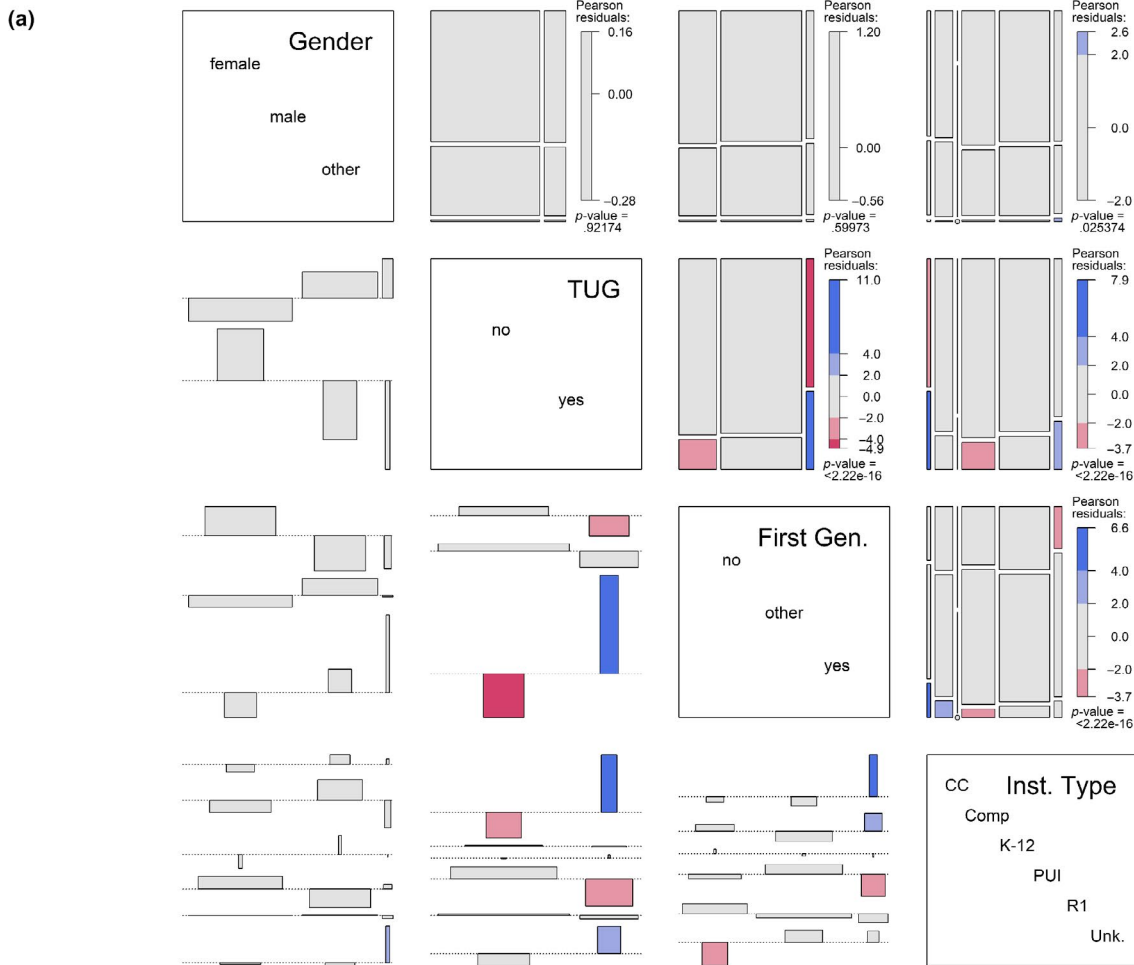 (a)
Gender
female
male
other
Pearson
residuals:
0.16
0.00
−0.28
p-value =
.92174
Pearson
residuals:
1.20
0.00
−0.56
p-value =
.59973
Pearson
residuals:
2.6
2.0
0.0
−2.0
p-value =
.025374
TUG
no
yes
Pearson
residuals:
11.0
4.0
2.0
0.0
−2.0
−4.0
−4.9
p-value =
<2.22e-16
Pearson
residuals:
7.9
4.0
2.0
0.0
−2.0
−3.7
p-value =
<2.22e-16
First Gen.
no
other
yes
Pearson
residuals:
6.6
4.0
2.0
0.0
−2.0
−3.7
p-value =
<2.22e-16
Inst. Type
CC
Comp
K-12
PUI
R1
Unk.